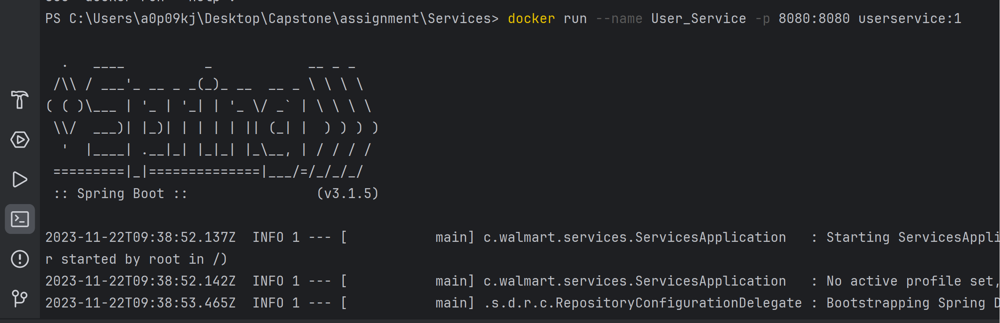 PS C:\Users\a0p09kj\Desktop\Capstone\assignment\Services> docker run --name User_Service -p 8080:8080 userservice:1
  .   ____          _            __ _ _
 /\\ / ___'_ __ _ _(_)_ __  __ _ \ \ \ \
( ( )\___ | '_ | '_| | '_ \/ _` | \ \ \ \
 \\/  ___)| |_)| | | | | || (_| |  ) ) ) )
  '  |____| .__|_| |_|_| |_\__, | / / / /
 =========|_|==============|___/=/_/_/_/
 :: Spring Boot ::                (v3.1.5)
2023-11-22T09:38:52.137Z  INFO 1 --- [           main] c.walmart.services.ServicesApplication   : Starting ServicesAppli
r started by root in /)
2023-11-22T09:38:52.142Z  INFO 1 --- [           main] c.walmart.services.ServicesApplication   : No active profile set,
2023-11-22T09:38:53.465Z  INFO 1 --- [           main] .s.d.r.c.RepositoryConfigurationDelegate : Bootstrapping Spring D